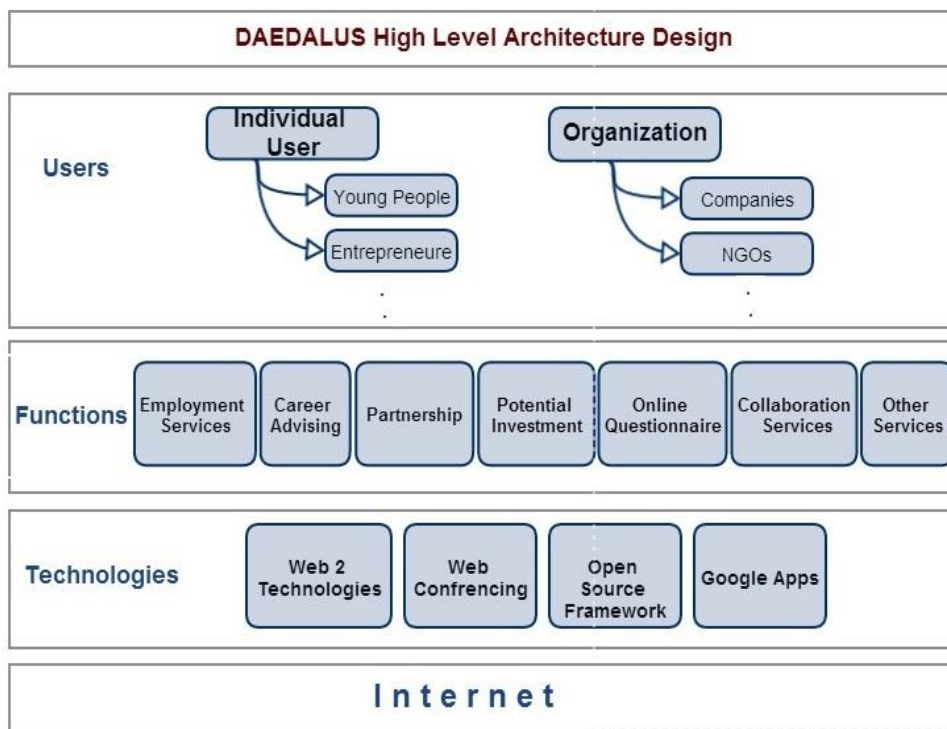 DAEDALUS High Level Architecture Design
Users
Individual
User
Young People
Entrepreneure
.
.
Organization
Companies
NGOs
.
.
Functions
Employment
Services
Career
Advising
Partnership
Potential
Investment
Online
Questionnaire
Collaboration
Services
Other
Services
Technologies
Web 2
Technologies
Web
Confrencing
Open
Source
Framework
Google Apps
Internet